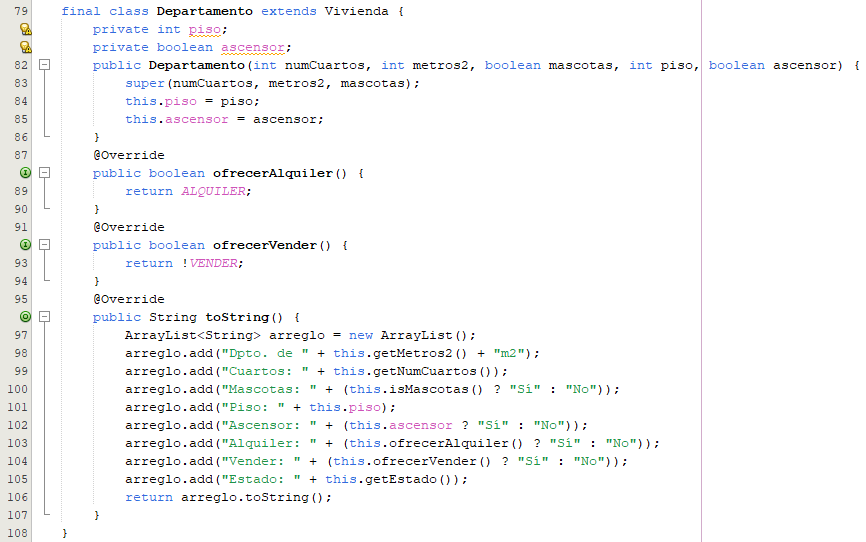 79 final class Departamento extends Vivienda {
private int piso;
private boolean ascensor;
82 public Departamento(int numCuartos, int metros2, boolean mascotas, int piso, boolean ascensor) {
83 super(numCuartos, metros2, mascotas);
84 this.piso = piso;
85 this.ascensor = ascensor;
86 }
87 @Override
public boolean ofrecerAlquiler() {
89 return ALQUILER;
90 }
91 @Override
public boolean ofrecerVender() {
93 return !VENDER;
94 }
95 @Override
public String toString() {
97 ArrayList<String> arreglo = new ArrayList();
98 arreglo.add("Dpto. de " + this.getMetros2() + "m2");
99 arreglo.add("Cuartos: " + this.getNumCuartos());
100 arreglo.add("Mascotas: " + (this.isMascotas() ? "Sí" : "No"));
101 arreglo.add("Piso: " + this.piso);
102 arreglo.add("Ascensor: " + (this.ascensor ? "Sí" : "No"));
103 arreglo.add("Alquiler: " + (this.ofrecerAlquiler() ? "Sí" : "No"));
104 arreglo.add("Vender: " + (this.ofrecerVender() ? "Sí" : "No"));
105 arreglo.add("Estado: " + this.getEstado());
106 return arreglo.toString();
107 }
108 }